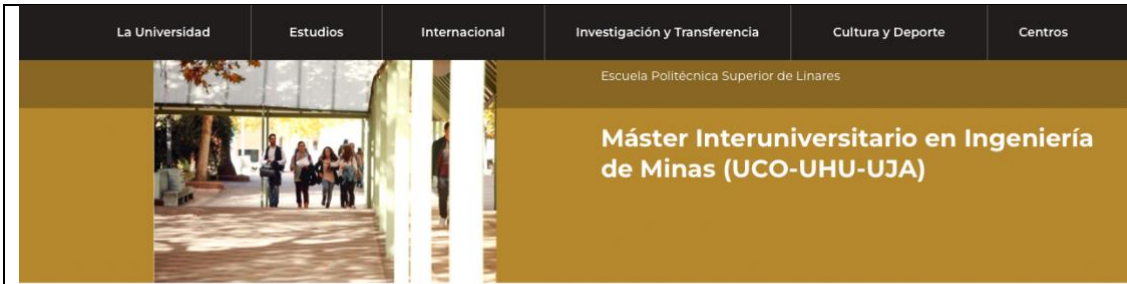 La Universidad Estudios Internacional Investigación y Transferencia Cultura y Deporte Centros
Escuela Politécnica Superior de Linares
Máster Interuniversitario en Ingeniería
de Minas (UCO-UHU-UJA)